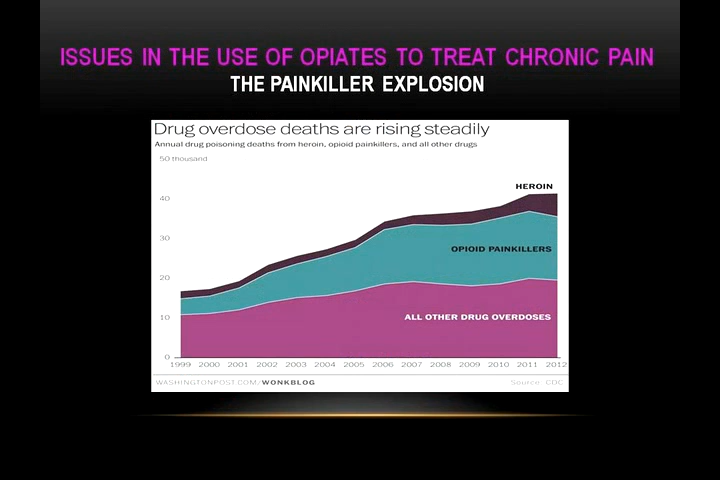 ISSUES IN THE USE OF OPIATES TO TREAT CHRONIC PAIN
THE PAINKILLER EXPLOSION
Drug overdose deaths are rising steadily
Annual drug poisoning deaths from heroin, opioid painkillers, and all other drugs
50 thousand
HEROIN
40
30
OPIOID PAINKILLERS
20
10
ALL OTHER DRUG OVERDOSES
0
1999 2000 2001 2002 2003 2004 2005 2006 2007 2008 2009 2010 2011 2012
WASHINGTONPOST.COM/WONKBLOG Source: CDC